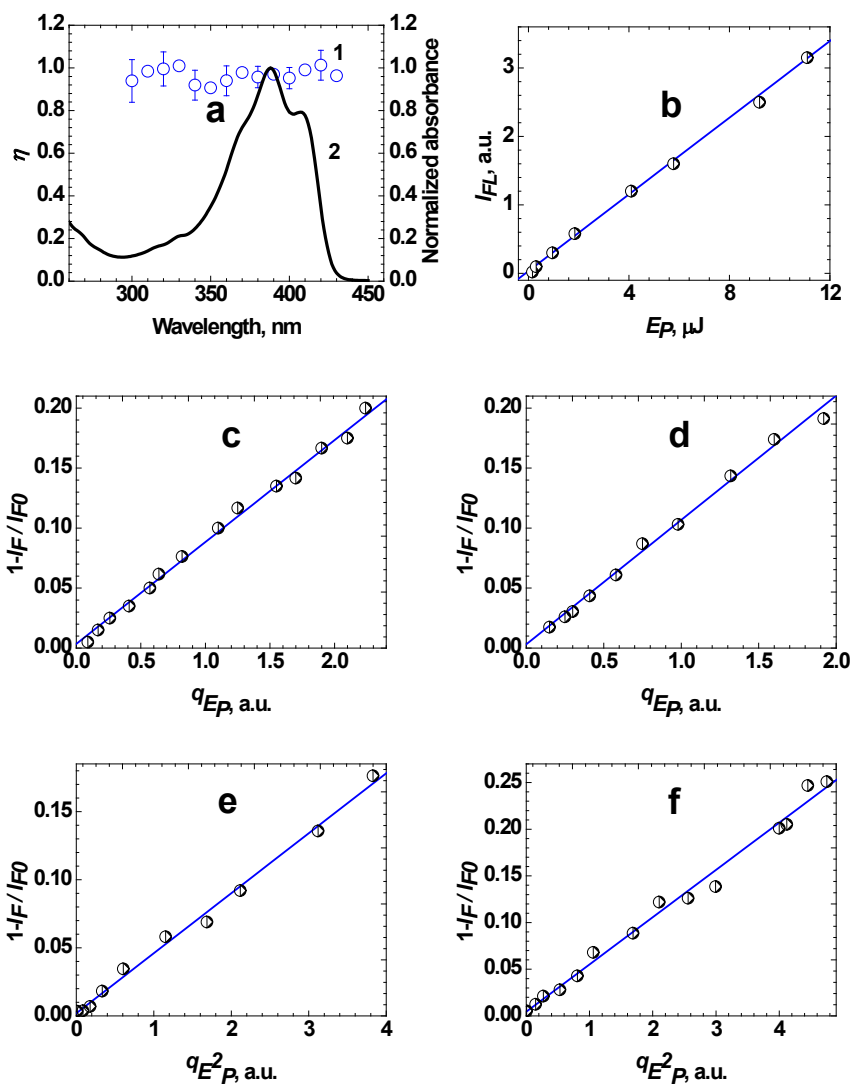 1.2
1.0
0.8
0.6
0.4
0.2
0.0
η
300 350 400 450
Wavelength, nm
1.2
1.0
0.8
0.6
0.4
0.2
0.0
Normalized absorbance
a
1
2
3
2
1
0
I_FL, a.u.
b
0 4 8 12
E_P, μJ
0.20
0.15
0.10
0.05
0.00
1-I_F / I_F0
c
0.0 0.5 1.0 1.5 2.0
q_E_P, a.u.
0.20
0.15
0.10
0.05
0.00
1-I_F / I_F0
d
0.0 0.5 1.0 1.5 2.0
q_E_P, a.u.
0.15
0.10
0.05
0.00
1-I_F / I_F0
e
0 1 2 3 4
q_E^2_P, a.u.
0.25
0.20
0.15
0.10
0.05
0.00
1-I_F / I_F0
f
0 1 2 3 4
q_E^2_P, a.u.